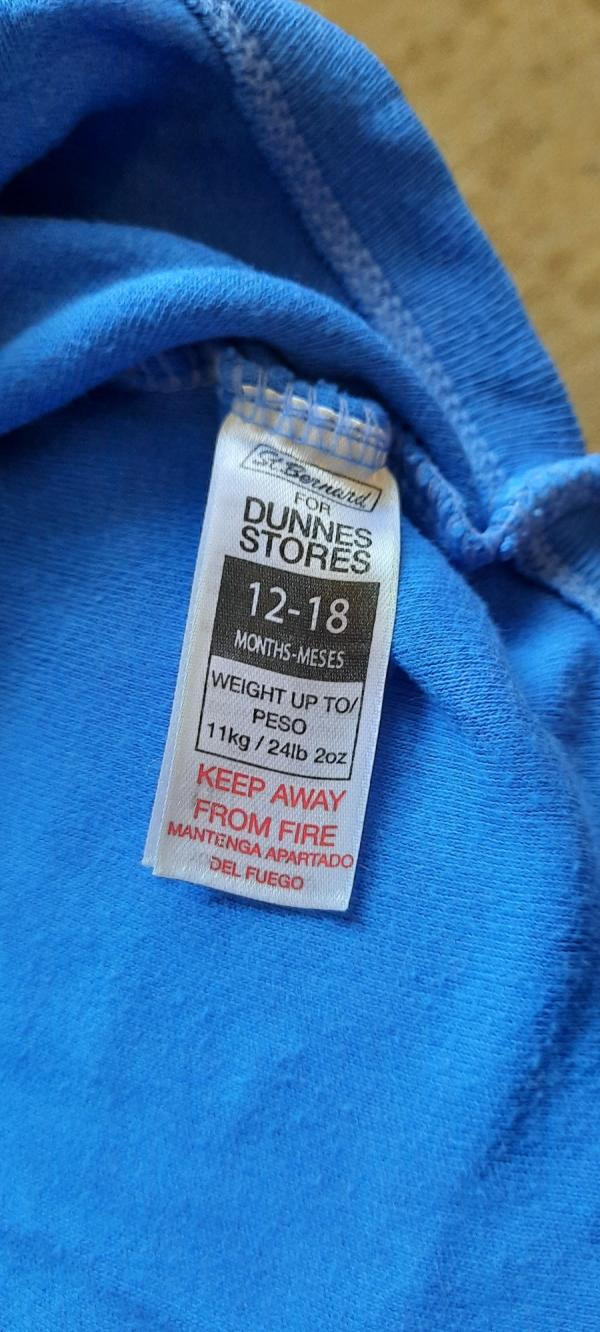 St.Bernard
FOR
DUNNES
STORES
12-18
MONTHS-MESES
WEIGHT UP TO/
PESO
11kg / 24lb 2oz
KEEP AWAY
FROM FIRE
MANTENGA APARTADO
DEL FUEGO